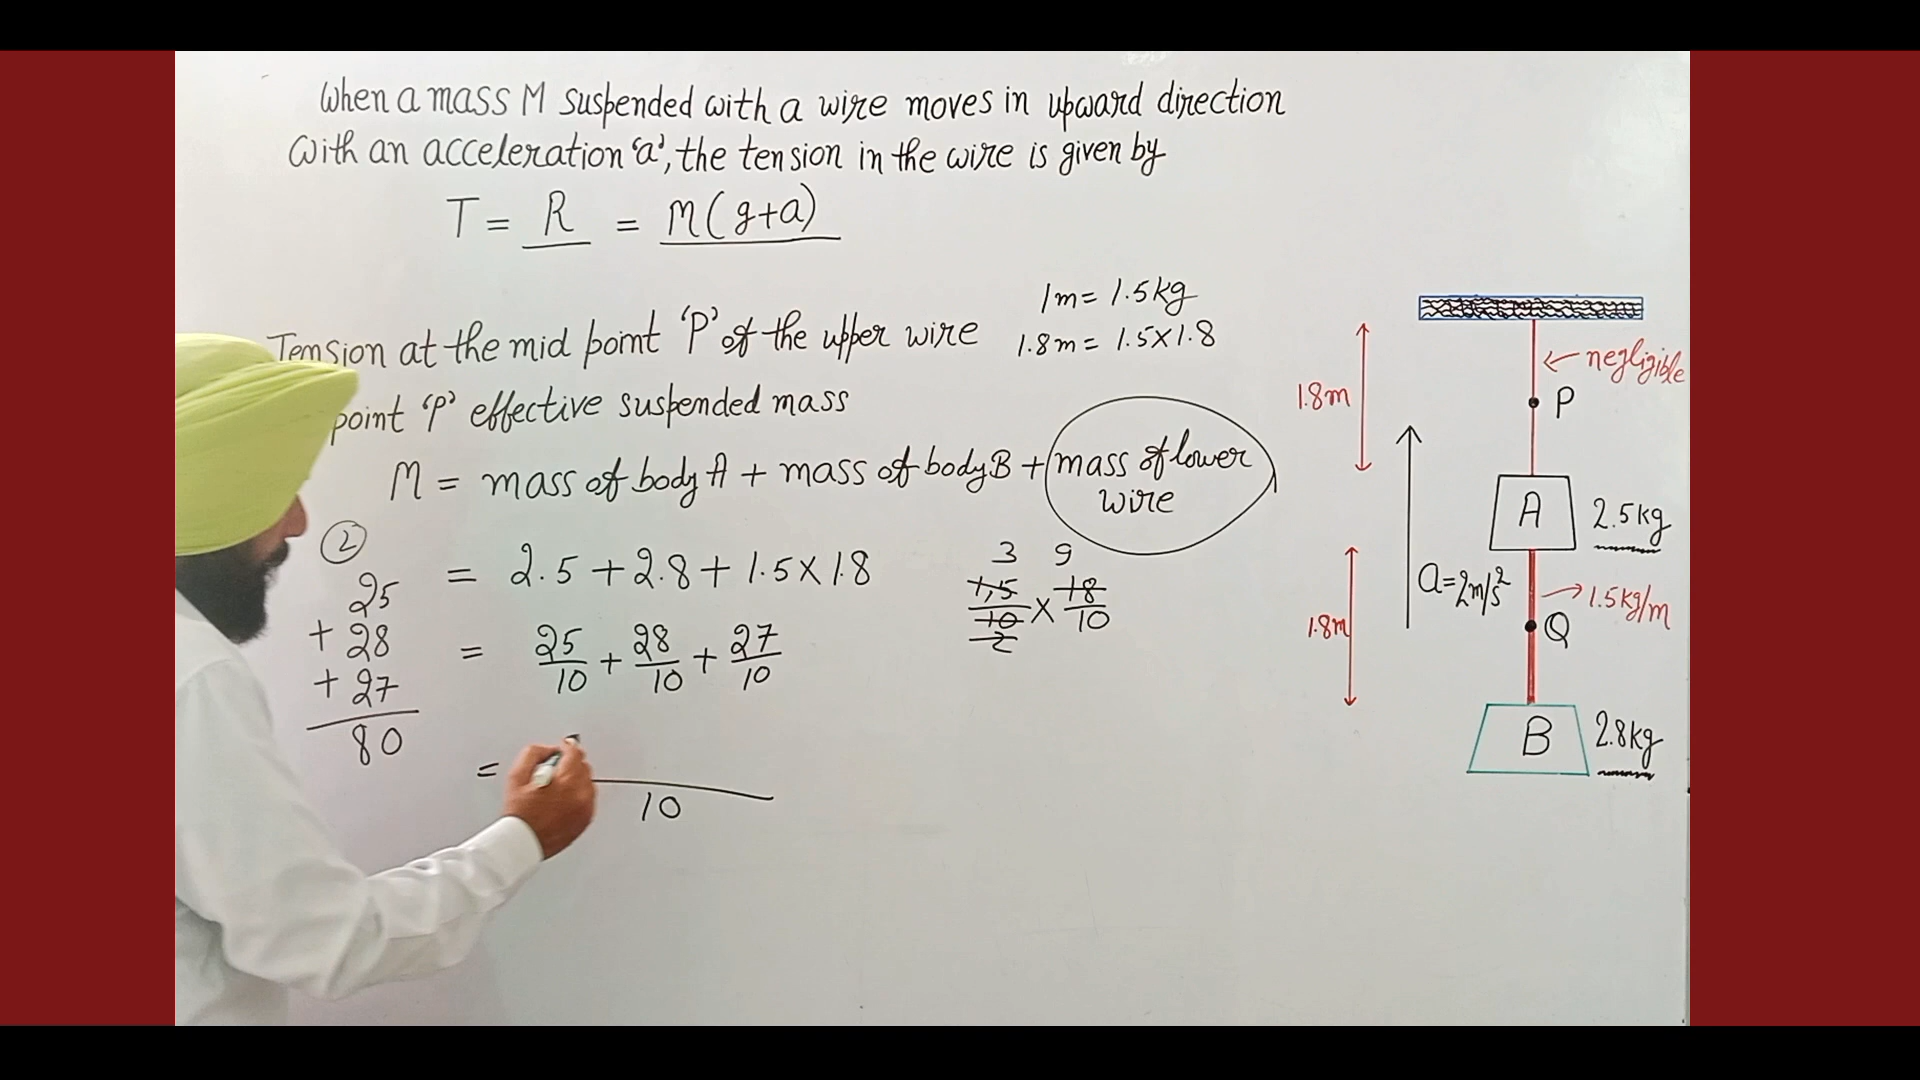 When a mass M suspended with a wire moves in upward direction
with an acceleration 'a', the tension in the wire is given by
T = R = M(g+a)
1m = 1.5kg
1.8m = 1.5×1.8
Tension at the mid point 'P' of the upper wire
point 'P' effective suspended mass
M = mass of body A + mass of body B + mass of lower
wire
= 2.5 + 2.8 + 1.5×1.8
= 25/10 + 28/10 + 27/10
=
10
2
25
+ 28
+ 27
80
3 9
15/10 × 18/10
2
negligible
1.8m
P
A
2.5kg
a=2m/s²
1.5kg/m
1.8m
Q
B
2.8kg